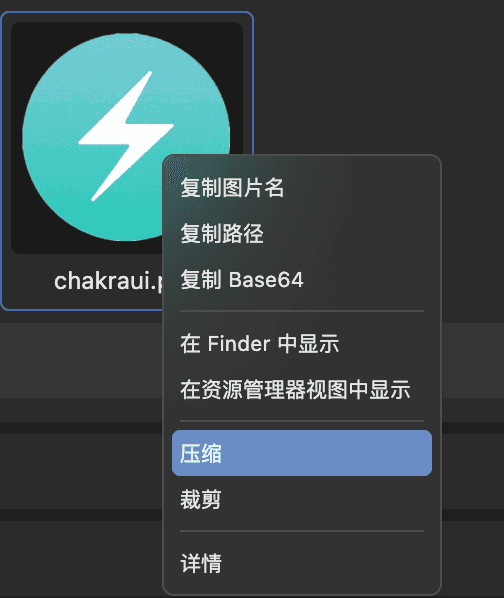 chakraui.p
复制图片名
复制路径
复制 Base64
在 Finder 中显示
在资源管理器视图中显示
压缩
裁剪
详情